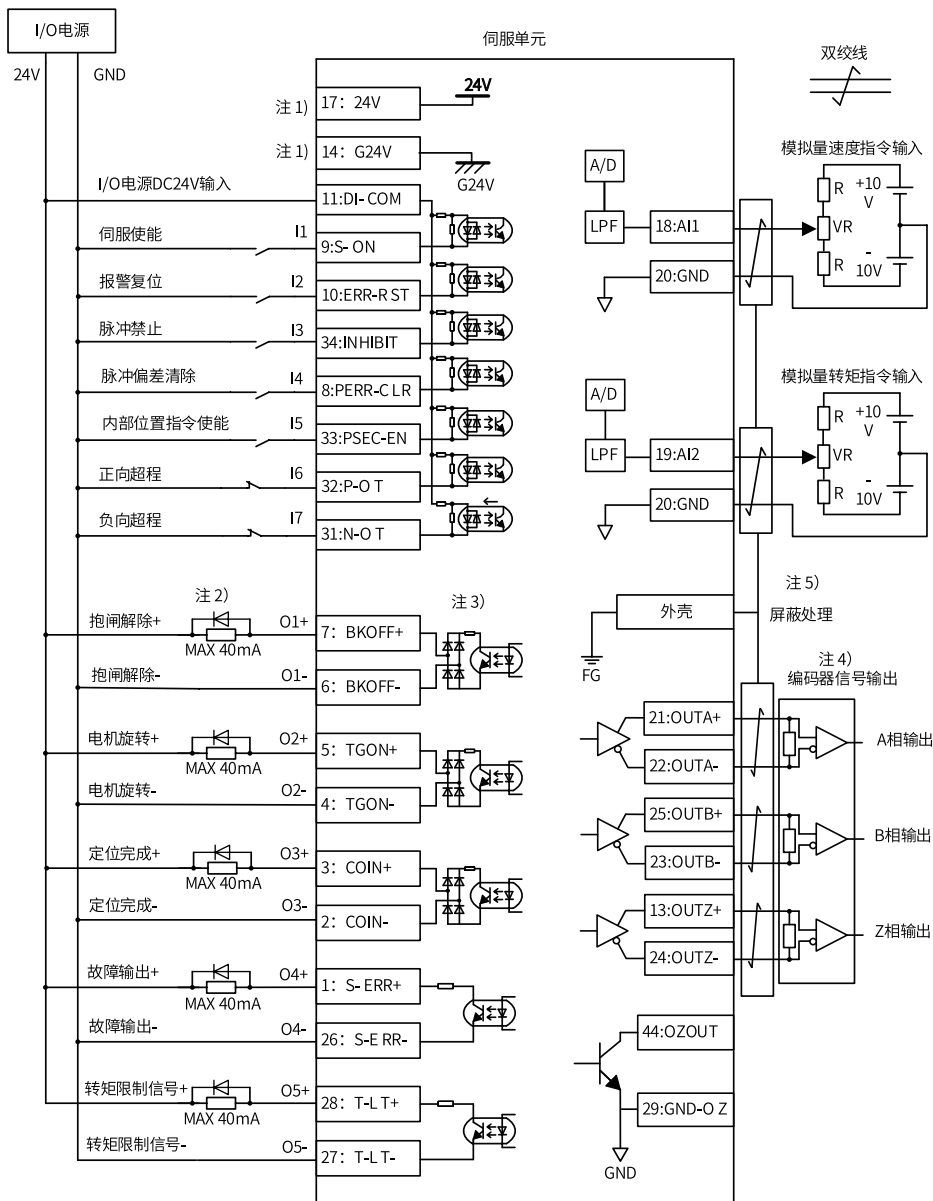 I/O电源
24V
GND
伺服单元
双绞线
注 1)
17：24V
24V
注 1)
14：G24V
G24V
I/O电源DC24V输入
11:DI-COM
伺服使能
I1
9:S-ON
报警复位
I2
10:ERR-RST
脉冲禁止
I3
34:INHIBIT
脉冲偏差清除
I4
8:PERR-CLR
内部位置指令使能
I5
33:PSEC-EN
正向超程
I6
32:P-OT
负向超程
I7
31:N-OT
A/D
LPF
18:AI1
20:GND
模拟量速度指令输入
R
+10
V
VR
R
-
10V
A/D
LPF
19:AI2
20:GND
模拟量转矩指令输入
R
+10
V
VR
R
-
10V
注 2)
注 3)
抱闸解除+
MAX 40mA
O1+
7：BKOFF+
抱闸解除-
O1-
6：BKOFF-
电机旋转+
MAX 40mA
O2+
5：TGON+
电机旋转-
O2-
4：TGON-
定位完成+
MAX 40mA
O3+
3：COIN+
定位完成-
O3-
2：COIN-
故障输出+
MAX 40mA
O4+
1：S-ERR+
故障输出-
O4-
26：S-ERR-
转矩限制信号+
MAX 40mA
O5+
28：T-LT+
转矩限制信号-
O5-
27：T-LT-
外壳
FG
注 5)
屏蔽处理
注 4)
编码器信号输出
21:OUTA+
22:OUTA-
A相输出
25:OUTB+
23:OUTB-
B相输出
13:OUTZ+
24:OUTZ-
Z相输出
44:OZOUT
29:GND-OZ
GND